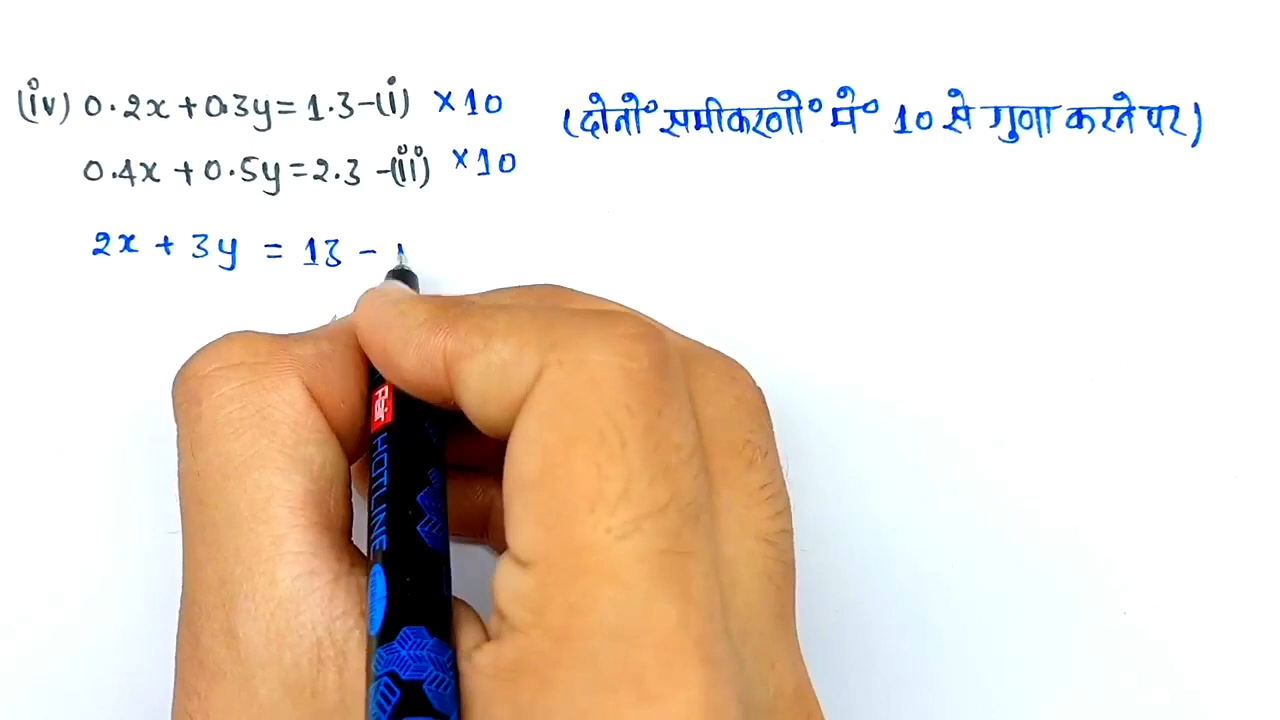 (iv) 0.2x + 0.3y = 1.3 -(i) × 10
(दोनों समीकरणों में 10 से गुणा करने पर)
0.4x + 0.5y = 2.3 -(ii) × 10
2x + 3y = 13 -
HOTLINE